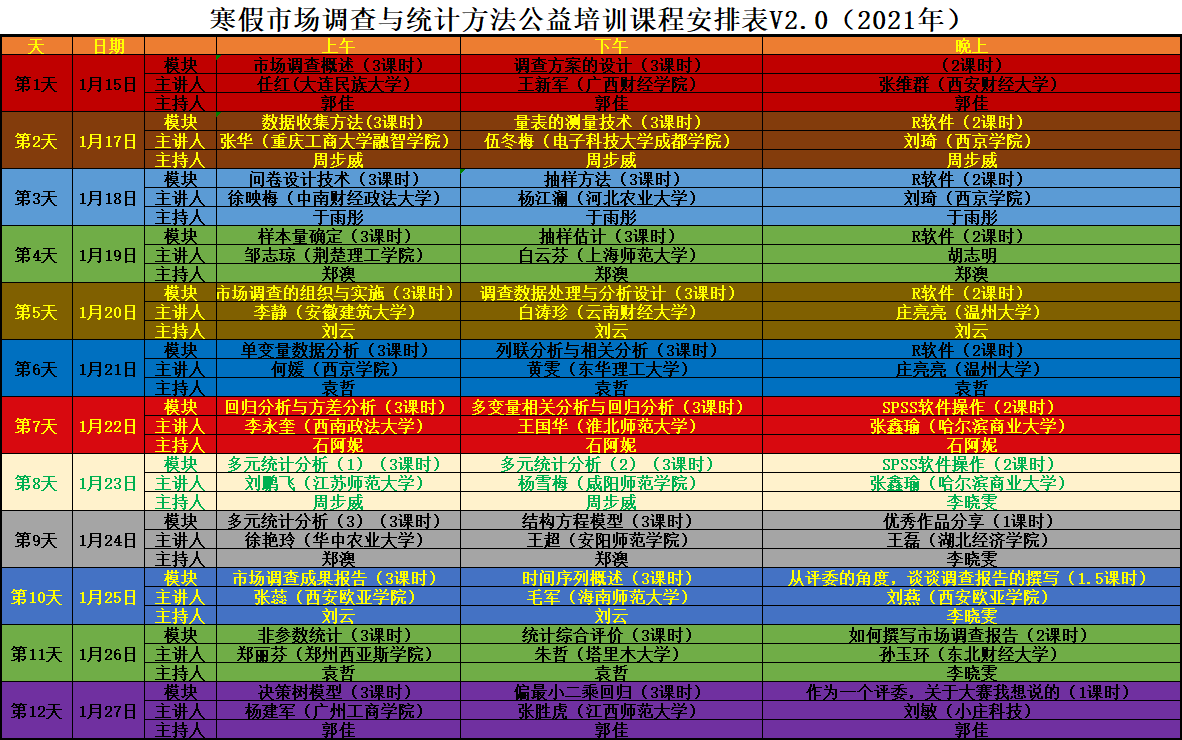 寒假市场调查与统计方法公益培训课程安排表V2.0（2021年）
天 日期 上午 下午 晚上
第1天 1月15日 模块 市场调查概述（3课时） 调查方案的设计（3课时） （2课时）
主讲人 任红(大连民族大学） 王新军（广西财经学院） 张维群（西安财经大学）
主持人 郭佳 郭佳 郭佳
第2天 1月17日 模块 数据收集方法(3课时） 量表的测量技术（3课时） R软件（2课时）
主讲人 张华（重庆工商大学融智学院） 伍冬梅（电子科技大学成都学院） 刘琦（西京学院）
主持人 周步威 周步威 周步威
第3天 1月18日 模块 问卷设计技术（3课时） 抽样方法（3课时） R软件（2课时）
主讲人 徐映梅（中南财经政法大学） 杨江澜（河北农业大学） 刘琦（西京学院）
主持人 于雨彤 于雨彤 于雨彤
第4天 1月19日 模块 样本量确定（3课时） 抽样估计（3课时） R软件（2课时）
主讲人 邹志琼（荆楚理工学院） 白云芬（上海师范大学） 胡志明
主持人 郑澳 郑澳 郑澳
第5天 1月20日 模块 市场调查的组织与实施（3课时） 调查数据处理与分析设计（3课时） R软件（2课时）
主讲人 李静（安徽建筑大学） 白涛珍（云南财经大学） 庄亮亮（温州大学）
主持人 刘云 刘云 刘云
第6天 1月21日 模块 单变量数据分析（3课时） 列联分析与相关分析（3课时） R软件（2课时）
主讲人 何媛（西京学院） 黄雯（东华理工大学） 庄亮亮（温州大学）
主持人 袁哲 袁哲 袁哲
第7天 1月22日 模块 回归分析与方差分析（3课时） 多变量相关分析与回归分析（3课时） SPSS软件操作（2课时）
主讲人 李永奎（西南政法大学） 王国华（淮北师范大学） 张鑫瑜（哈尔滨商业大学）
主持人 石阿妮 石阿妮 石阿妮
第8天 1月23日 模块 多元统计分析（1）（3课时） 多元统计分析（2）（3课时） SPSS软件操作（2课时）
主讲人 刘鹏飞（江苏师范大学） 杨雪梅（咸阳师范学院） 张鑫瑜（哈尔滨商业大学）
主持人 周步威 周步威 李晓雯
第9天 1月24日 模块 多元统计分析（3）（3课时） 结构方程模型（3课时） 优秀作品分享（1课时）
主讲人 徐艳玲（华中农业大学） 王超（安阳师范学院） 王磊（湖北经济学院）
主持人 郑澳 郑澳 李晓雯
第10天 1月25日 模块 市场调查成果报告（3课时） 时间序列概述（3课时） 从评委的角度，谈谈调查报告的撰写（1.5课时）
主讲人 张蕊（西安欧亚学院） 毛军（海南师范大学） 刘燕（西安欧亚学院）
主持人 刘云 刘云 李晓雯
第11天 1月26日 模块 非参数统计（3课时） 统计综合评价（3课时） 如何撰写市场调查报告（2课时）
主讲人 郑丽芬（郑州西亚斯学院） 朱哲（塔里木大学） 孙玉环（东北财经大学）
主持人 袁哲 袁哲 李晓雯
第12天 1月27日 模块 决策树模型（3课时） 偏最小二乘回归（3课时） 作为一个评委，关于大赛我想说的（1课时）
主讲人 杨建军（广州工商学院） 张胜虎（江西师范大学） 刘敏（小庄科技）
主持人 郭佳 郭佳 郭佳